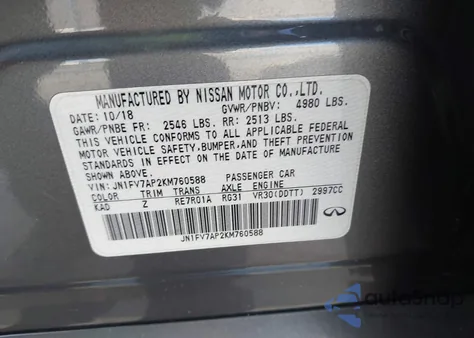 MANUFACTURED BY NISSAN MOTOR CO.,LTD.
DATE: 10/18 GVWR/PNBV: 4980 LBS.
GAWR/PNBE FR: 2546 LBS. RR: 2513 LBS.
THIS VEHICLE CONFORMS TO ALL APPLICABLE FEDERAL
MOTOR VEHICLE SAFETY,BUMPER,AND THEFT PREVENTION
STANDARDS IN EFFECT ON THE DATE OF MANUFACTURE
SHOWN ABOVE.
VIN:JN1FV7AP2KM760588 PASSENGER CAR
COLOR TRIM TRANS AXLE ENGINE
KAD Z RE7R01A RG31 VR30(DDTT) 2997CC
JN1FV7AP2KM760588
autoSnap